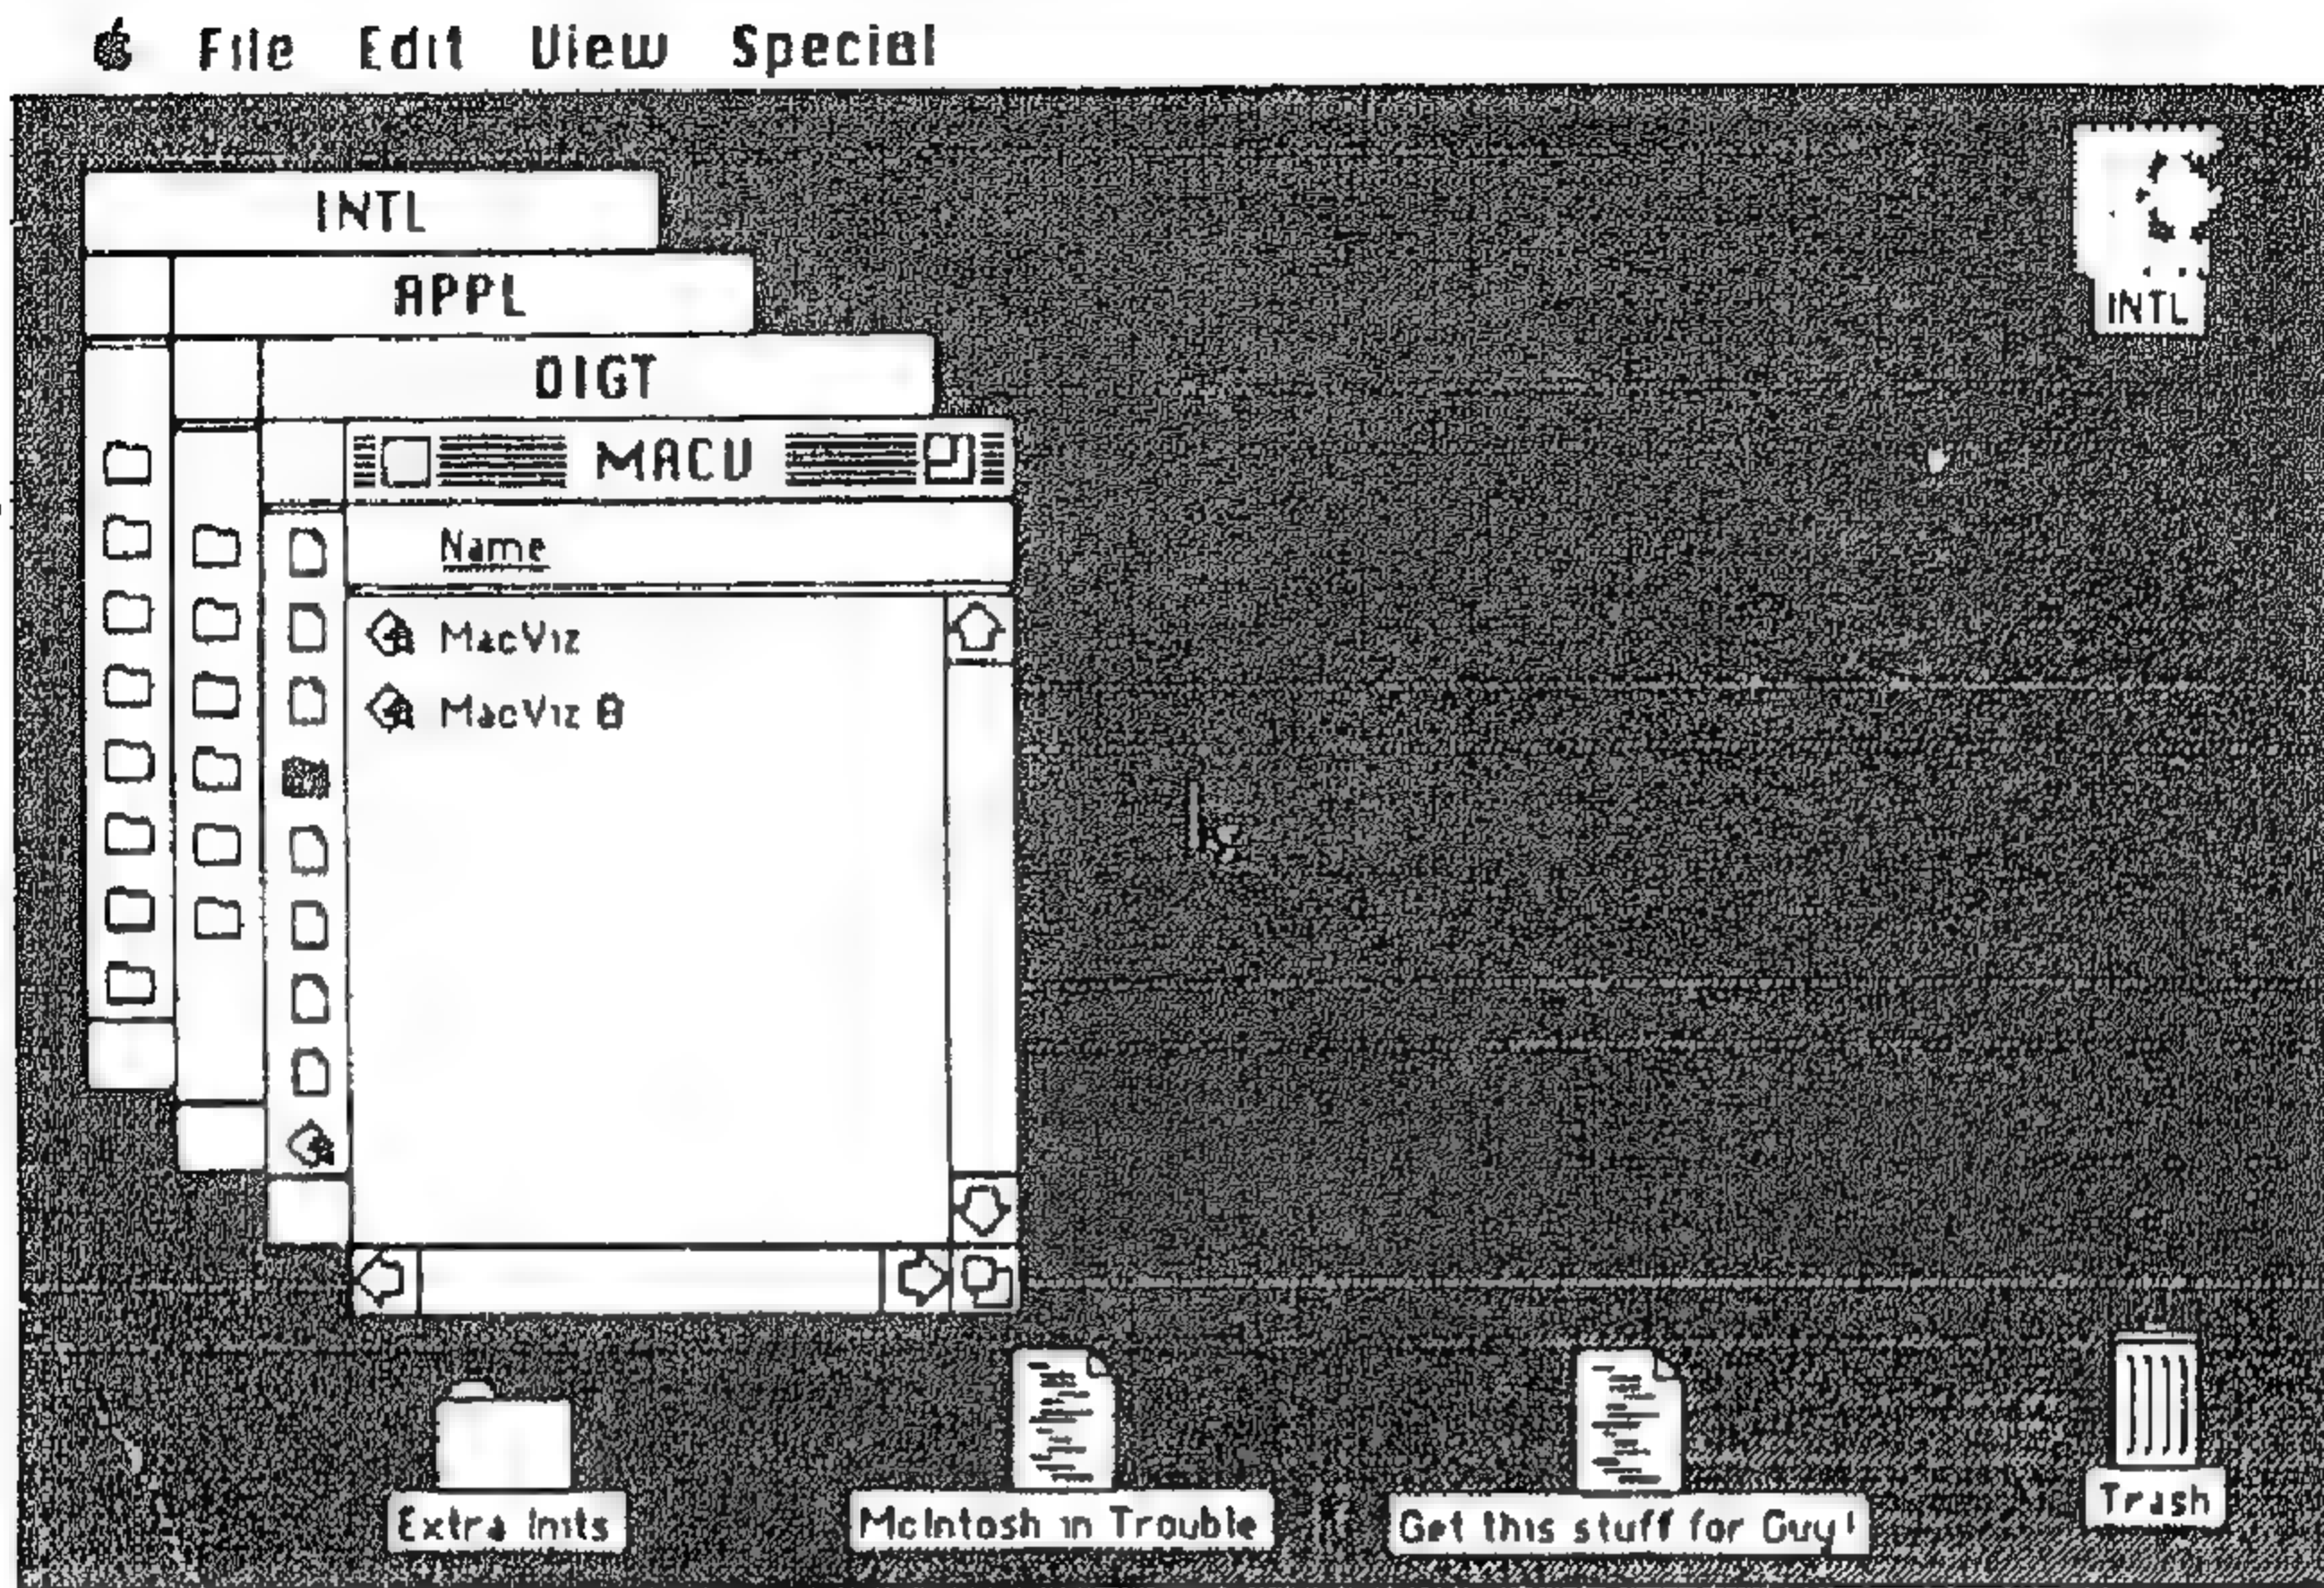 File Edit View Special
INTL
APPL
DIGT
MACV
Name
MacViz
MacViz B
INTL
Extra Inits
McIntosh in Trouble
Get this stuff for Guy!
Trash